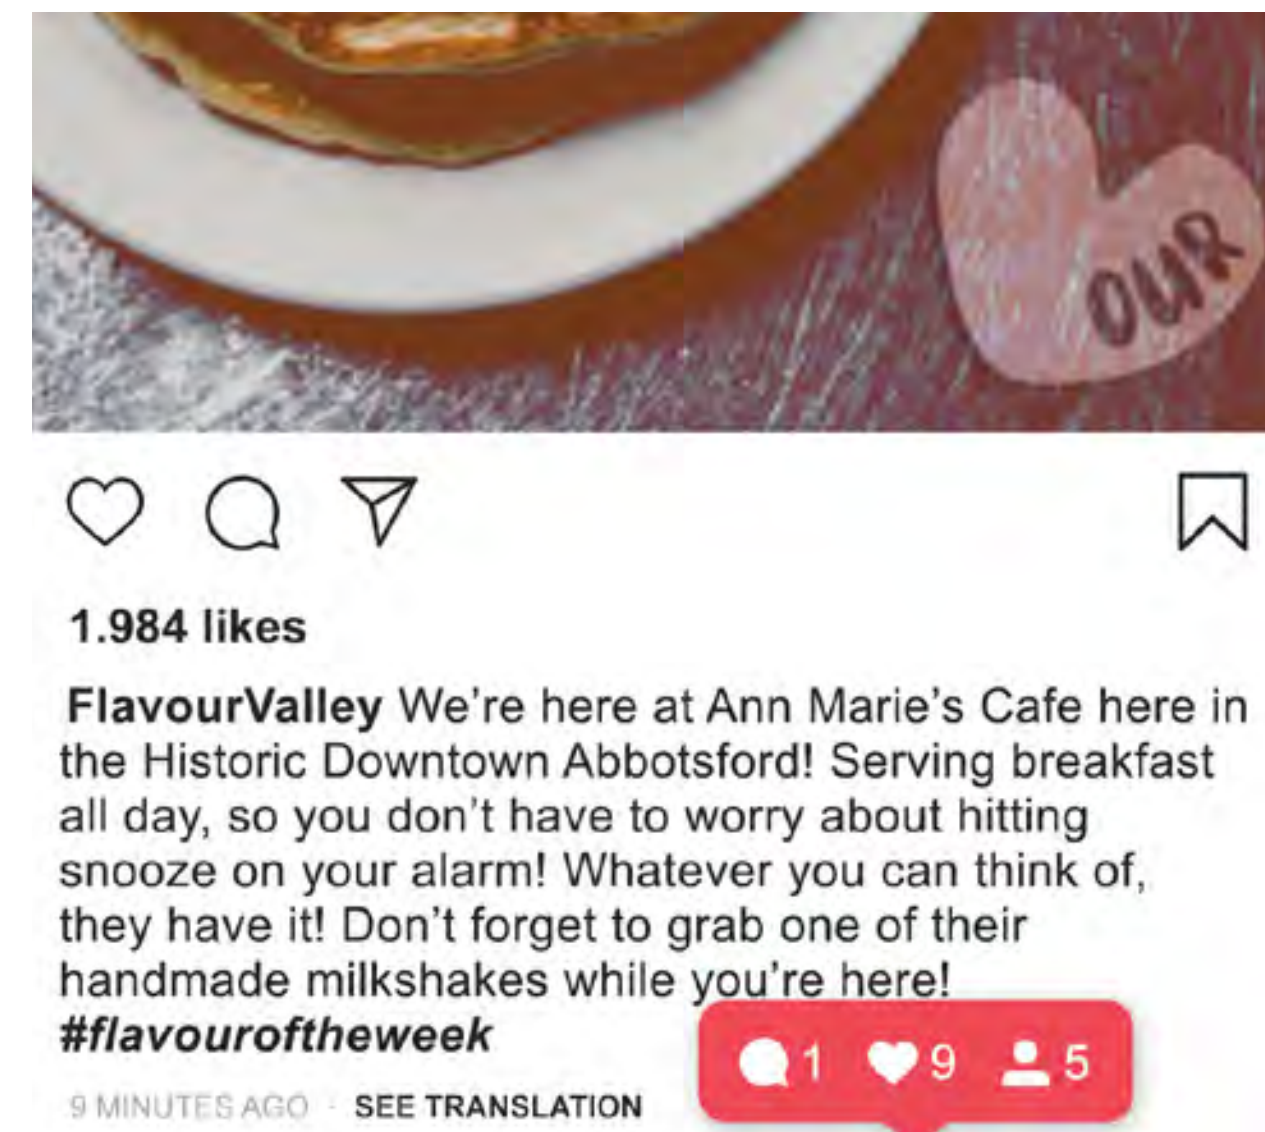 OUR
1.984 likes
FlavourValley We're here at Ann Marie's Cafe here in
the Historic Downtown Abbotsford! Serving breakfast
all day, so you don't have to worry about hitting
snooze on your alarm! Whatever you can think of,
they have it! Don't forget to grab one of their
handmade milkshakes while you're here!
#flavouroftheweek
1 9 5
9 MINUTES AGO · SEE TRANSLATION